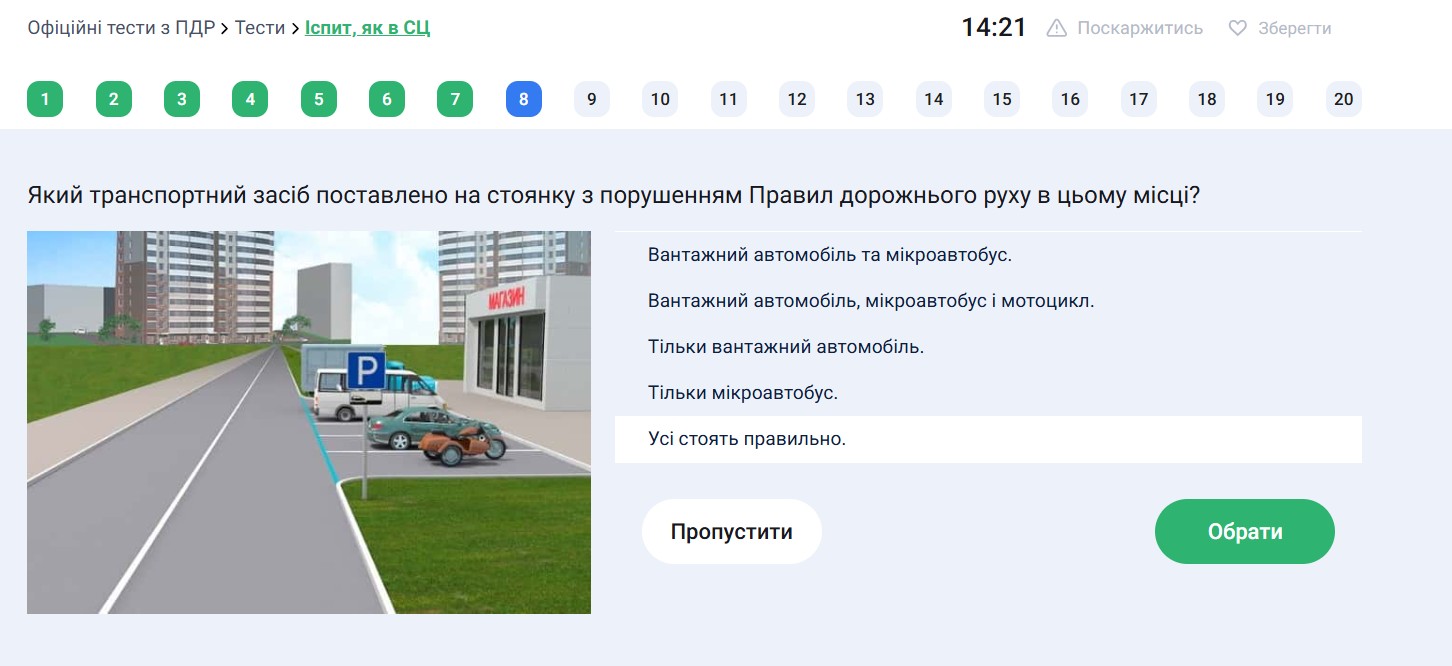 Офіційні тести з ПДР > Тести > Іспит, як в СЦ
14:21 Поскаржитись Зберегти
1 2 3 4 5 6 7 8 9 10 11 12 13 14 15 16 17 18 19 20
Який транспортний засіб поставлено на стоянку з порушенням Правил дорожнього руху в цьому місці?
МАГАЗИН
P
Вантажний автомобіль та мікроавтобус.
Вантажний автомобіль, мікроавтобус і мотоцикл.
Тільки вантажний автомобіль.
Тільки мікроавтобус.
Усі стоять правильно.
Пропустити
Обрати